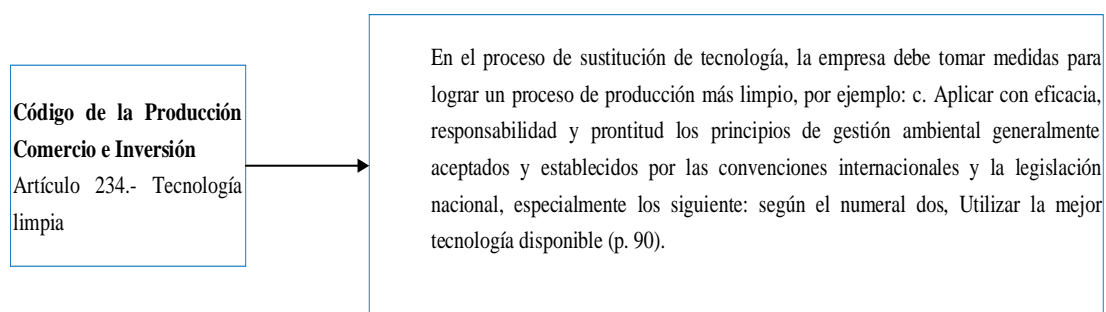 Código de la Producción
Comercio e Inversión
Artículo 234.- Tecnología
limpia
En el proceso de sustitución de tecnología, la empresa debe tomar medidas para
lograr un proceso de producción más limpio, por ejemplo: c. Aplicar con eficacia,
responsabilidad y prontitud los principios de gestión ambiental generalmente
aceptados y establecidos por las convenciones internacionales y la legislación
nacional, especialmente los siguiente: según el numeral dos, Utilizar la mejor
tecnología disponible (p. 90).